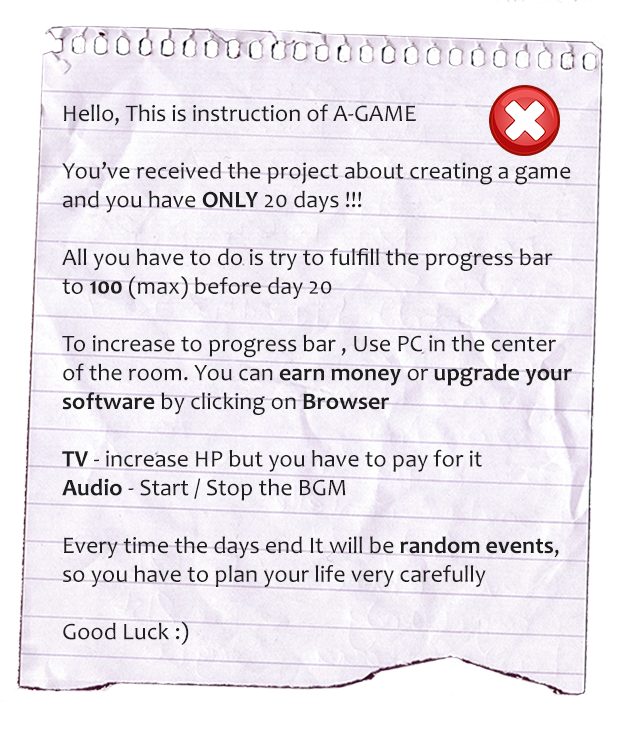 Hello, This is instruction of A-GAME
You’ve received the project about creating a game
and you have ONLY 20 days !!!
All you have to do is try to fulfill the progress bar
to 100 (max) before day 20
To increase to progress bar , Use PC in the center
of the room. You can earn money or upgrade your
software by clicking on Browser
TV - increase HP but you have to pay for it
Audio - Start / Stop the BGM
Every time the days end It will be random events,
so you have to plan your life very carefully
Good Luck :)